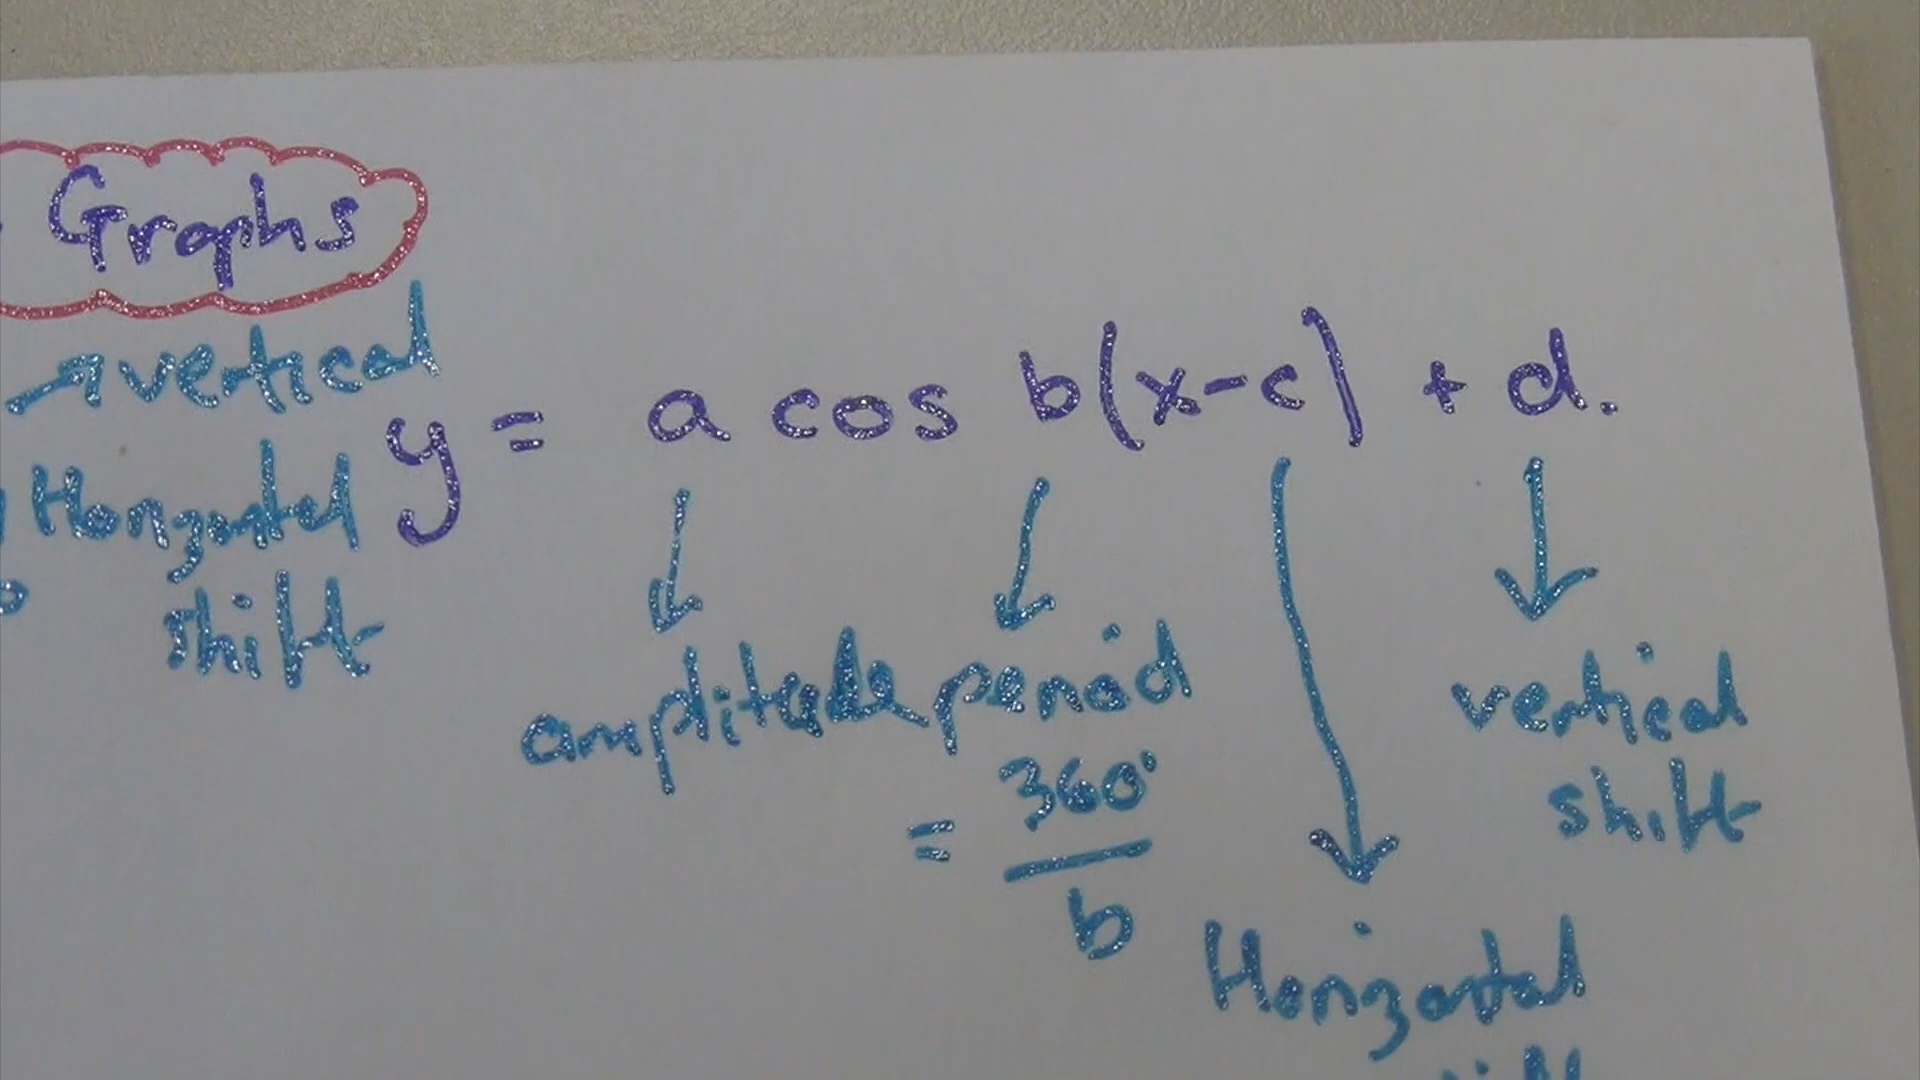 Graphs
vertical
Horizontal
shift
y = a cos b(x-c) + d.
amplitude period
= 360°
b
vertical
shift
Horizontal